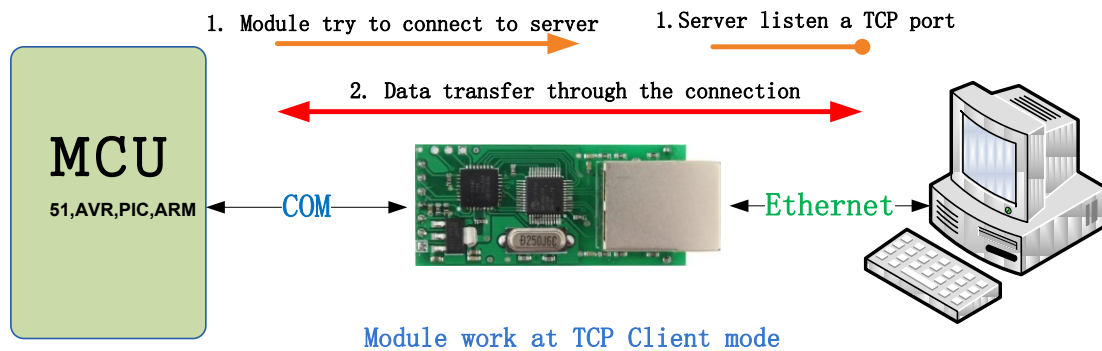 1. Module try to connect to server
1.Server listen a TCP port
2. Data transfer through the connection
MCU
51,AVR,PIC,ARM
COM
Ethernet
Ð250J6C
Module work at TCP Client mode